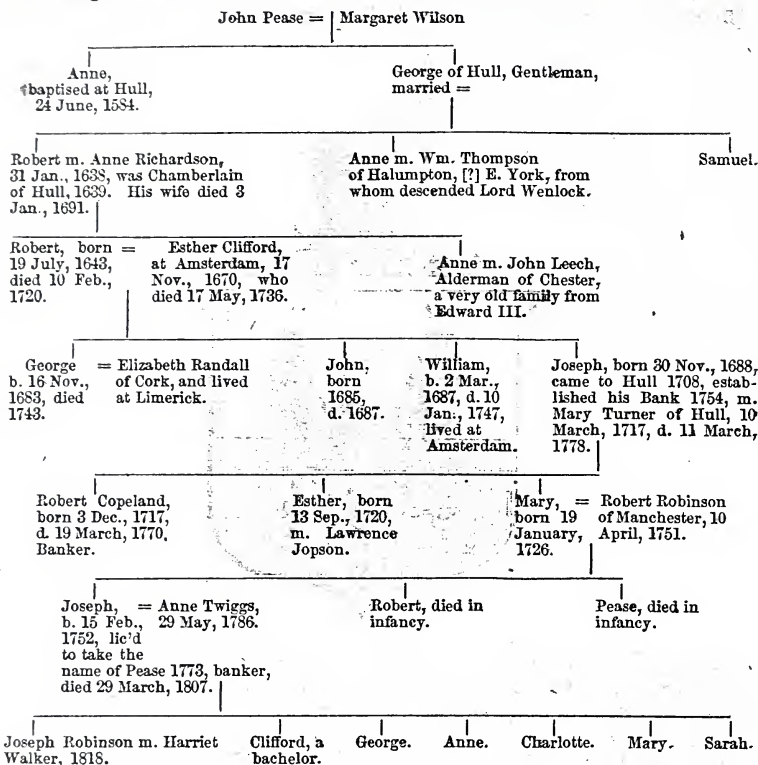 John Pease = Margaret Wilson
Anne,
baptised at Hull,
24 June, 1584.
George of Hull, Gentleman,
married =
Robert m. Anne Richardson,
31 Jan., 1638, was Chamberlain
of Hull, 1639. His wife died 3
Jan., 1691.
Anne m. Wm. Thompson
of Halumpton, [?] E. York, from
whom descended Lord Wenlock.
Samuel.
Robert, born =
19 July, 1643,
died 10 Feb.,
1720.
Esther Clifford,
at Amsterdam, 17
Nov., 1670, who
died 17 May, 1736.
Anne m. John Leech,
Alderman of Chester,
a very old family from
Edward III.
George =
b. 16 Nov.,
1683, died
1743.
Elizabeth Randall
of Cork, and lived
at Limerick.
John,
born
1685,
d. 1687.
William,
b. 2 Mar.,
1687, d. 10
Jan., 1747,
lived at
Amsterdam.
Joseph, born 30 Nov., 1688,
came to Hull 1708, estab-
lished his Bank 1754, m.
Mary Turner of Hull, 10
March, 1717, d. 11 March,
1778.
Robert Copeland,
born 3 Dec., 1717,
d. 19 March, 1770.
Banker.
Esther, born
13 Sep., 1720,
m. Lawrence
Jopson.
Mary, =
born 19
January,
1726.
Robert Robinson
of Manchester, 10
April, 1751.
Joseph, = Anne Twiggs,
b. 15 Feb., 29 May, 1786.
1752, lic'd
to take the
name of Pease 1773, banker,
died 29 March, 1807.
Robert, died in
infancy.
Pease, died in
infancy.
Joseph Robinson m. Harriet
Walker, 1818.
Clifford, a
bachelor.
George.
Anne.
Charlotte.
Mary.
Sarah.